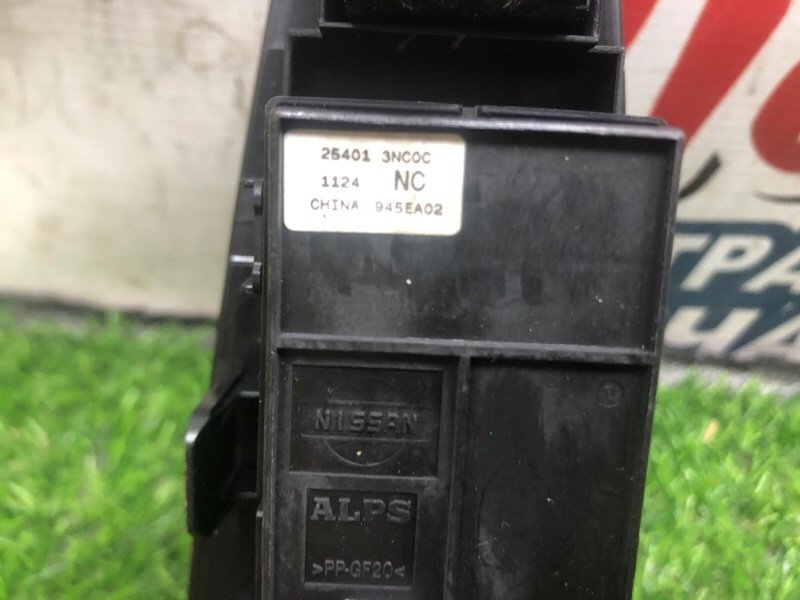 25401 3NC0C
1124 NC
CHINA 945EA02
NISSAN
ALPS
>PP-GF20<